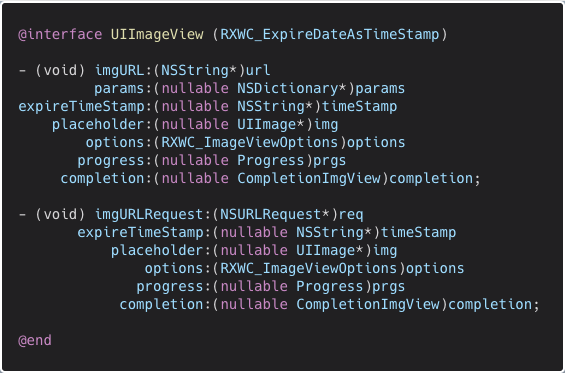 @interface UIImageView (RXWC_ExpireDateAsTimeStamp)
- (void) imgURL:(NSString*)url
params:(nullable NSDictionary*)params
expireTimeStamp:(nullable NSString*)timeStamp
placeholder:(nullable UIImage*)img
options:(RXWC_ImageViewOptions)options
progress:(nullable Progress)prgs
completion:(nullable CompletionImgView)completion;
- (void) imgURLRequest:(NSURLRequest*)req
expireTimeStamp:(nullable NSString*)timeStamp
placeholder:(nullable UIImage*)img
options:(RXWC_ImageViewOptions)options
progress:(nullable Progress)prgs
completion:(nullable CompletionImgView)completion;
@end